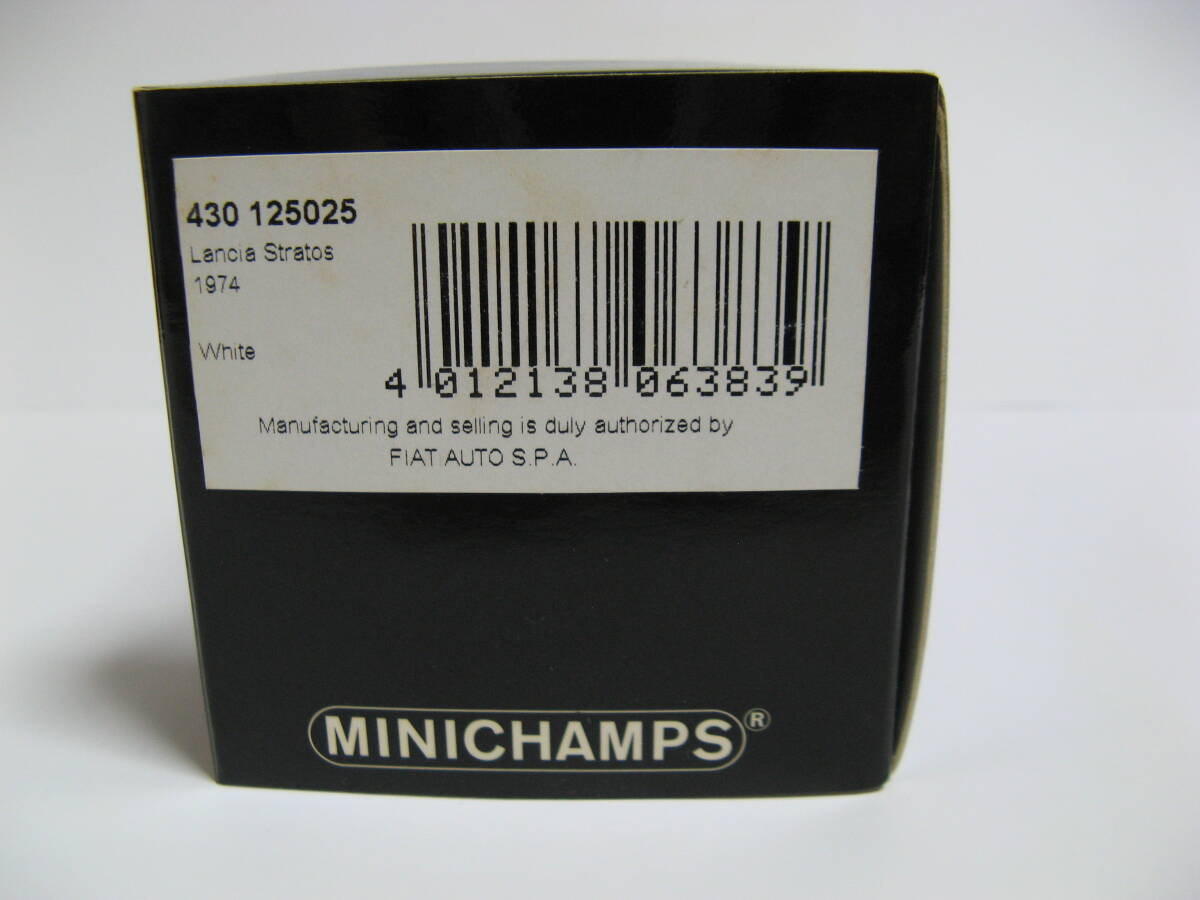 430 125025
Lancia Stratos
1974
White
4 012138 063839
Manufacturing and selling is duly authorized by
FIAT AUTO S.P.A.
MINICHAMPS®